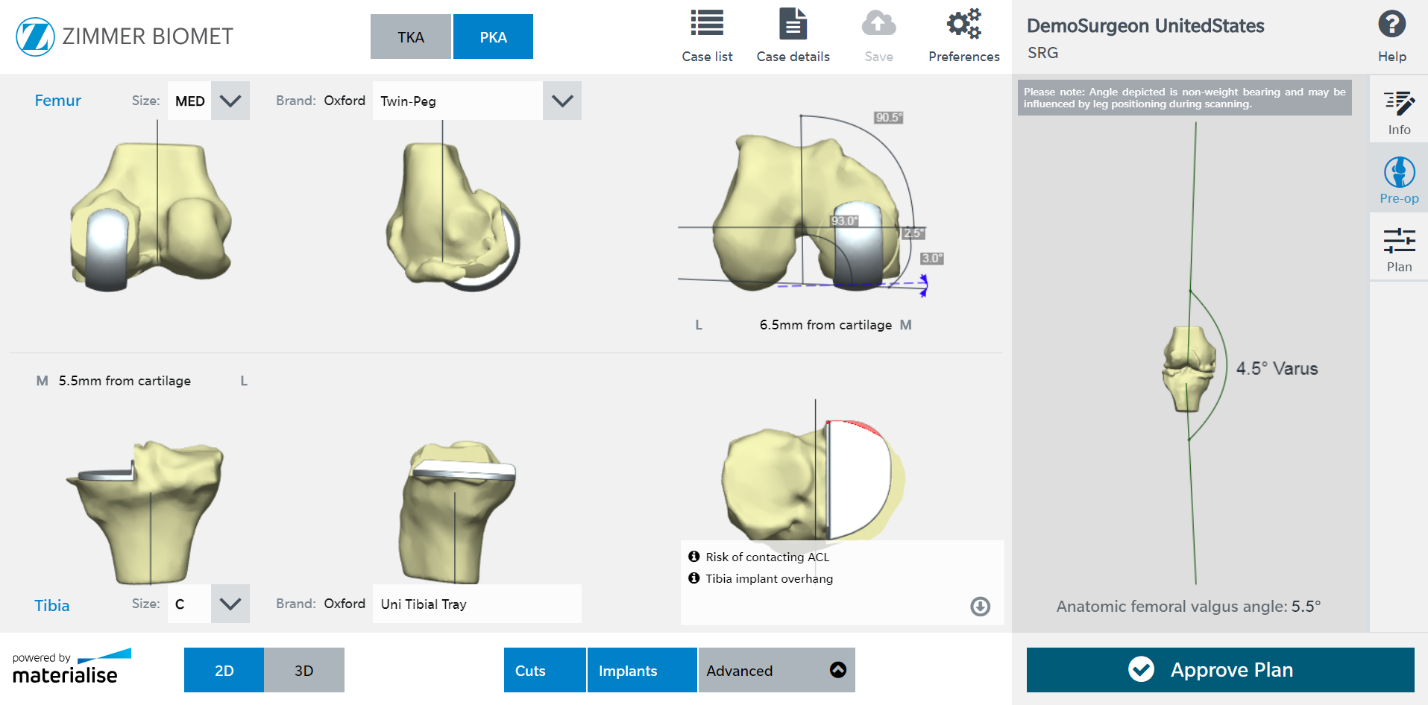 ZIMMER BIOMET
TKA
PKA
Case list
Case details
Save
Preferences
DemoSurgeon UnitedStates
SRG
Help
Femur
Size: MED
Brand: Oxford Twin-Peg
90.5°
93.0°
2.5°
3.0°
L
6.5mm from cartilage M
Please note: Angle depicted is non-weight bearing and may be
influenced by leg positioning during scanning.
Info
Pre-op
Plan
4.5° Varus
M 5.5mm from cartilage
L
Risk of contacting ACL
Tibia implant overhang
Tibia
Size: C
Brand: Oxford Uni Tibial Tray
Anatomic femoral valgus angle: 5.5°
powered by
materialise
2D
3D
Cuts
Implants
Advanced
Approve Plan